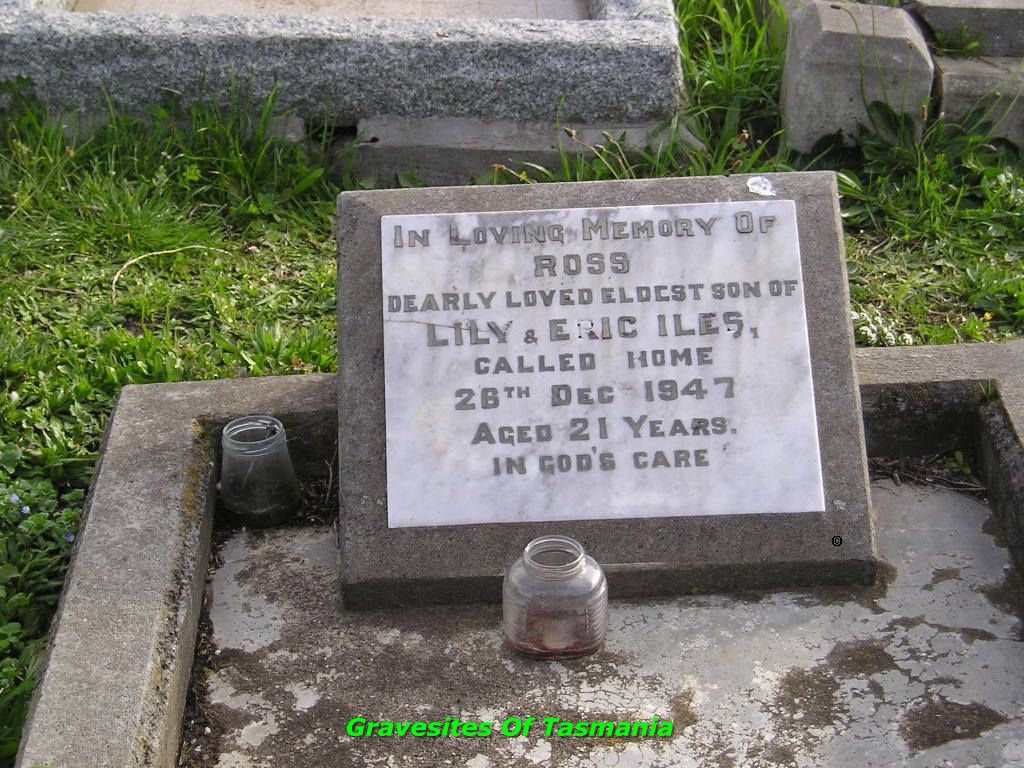 In Loving Memory Of
ROSS
DEARLY LOVED ELDEST SON OF
LILY & ERIC ILES,
CALLED HOME
26TH DEC 1947
AGED 21 YEARS.
IN GOD'S CARE
©
Gravesites Of Tasmania